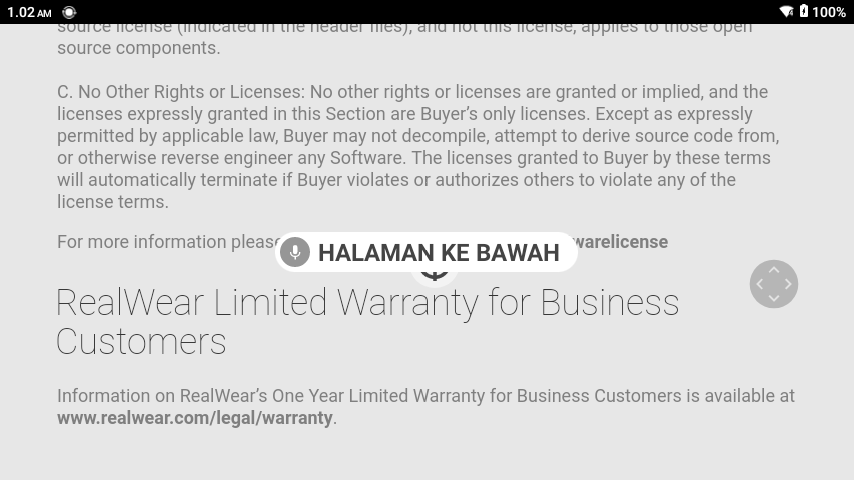 1.02 AM
100%
source license (indicated in the header files), and not this license, applies to those open
source components.
C. No Other Rights or Licenses: No other rights or licenses are granted or implied, and the
licenses expressly granted in this Section are Buyer’s only licenses. Except as expressly
permitted by applicable law, Buyer may not decompile, attempt to derive source code from,
or otherwise reverse engineer any Software. The licenses granted to Buyer by these terms
will automatically terminate if Buyer violates or authorizes others to violate any of the
license terms.
For more information
HALAMAN KE BAWAH
RealWear Limited Warranty for Business
Customers
Information on RealWear’s One Year Limited Warranty for Business Customers is available at
www.realwear.com/legal/warranty.